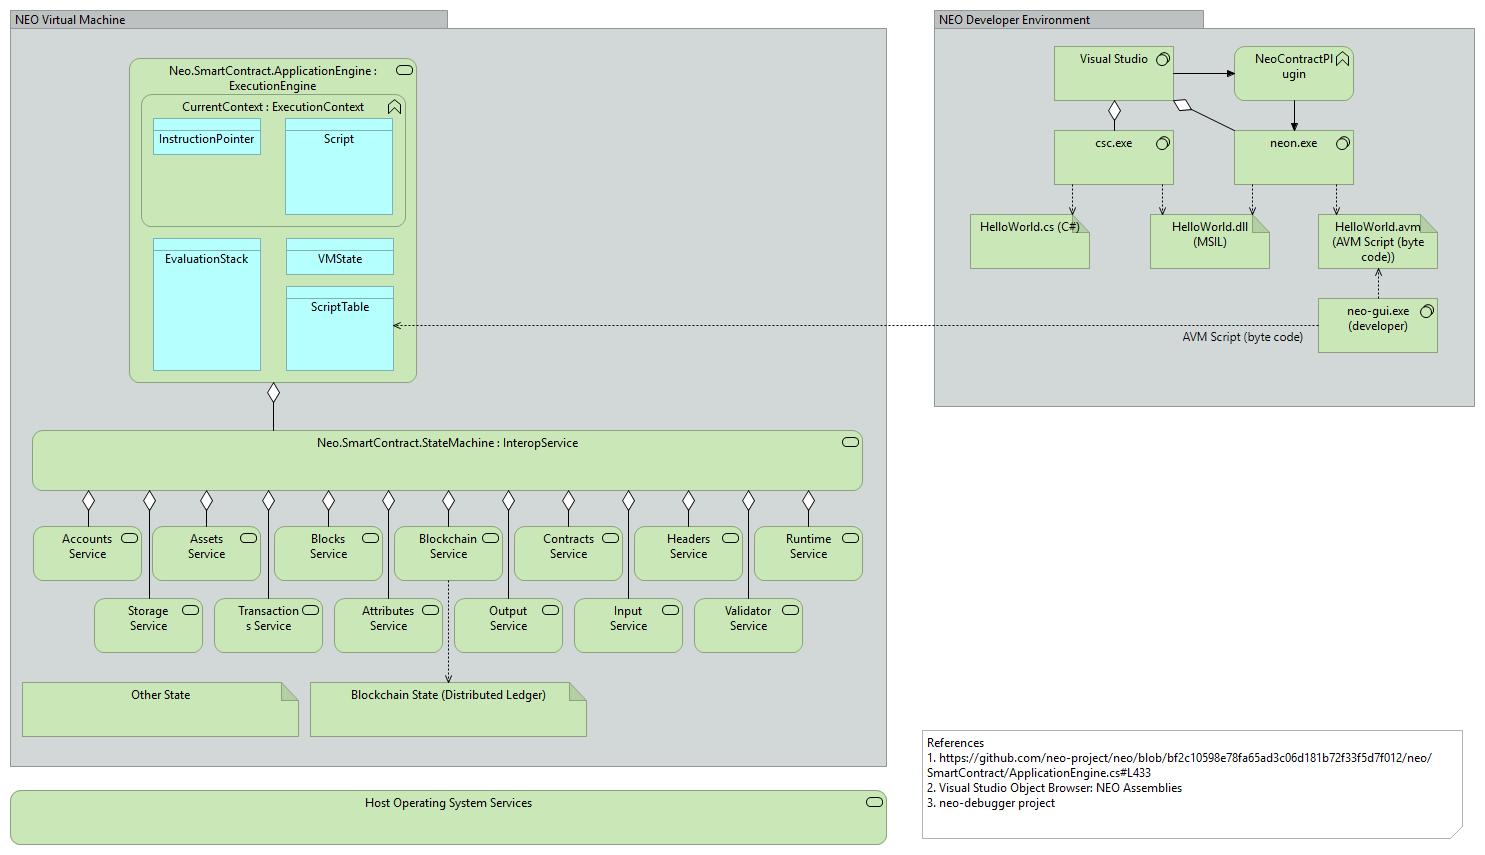 NEO Virtual Machine
Neo.SmartContract.ApplicationEngine :
ExecutionEngine
CurrentContext : ExecutionContext
InstructionPointer
Script
EvaluationStack
VMState
ScriptTable
Neo.SmartContract.StateMachine : InteropService
Accounts
Service
Assets
Service
Blocks
Service
Blockchain
Service
Contracts
Service
Headers
Service
Runtime
Service
Storage
Service
Transaction
s Service
Attributes
Service
Output
Service
Input
Service
Validator
Service
Other State
Blockchain State (Distributed Ledger)
Host Operating System Services
NEO Developer Environment
Visual Studio
NeoContractPl
ugin
csc.exe
neon.exe
HelloWorld.cs (C#)
HelloWorld.dll
(MSIL)
HelloWorld.avm
(AVM Script (byte
code))
neo-gui.exe
(developer)
AVM Script (byte code)
References
1. https://github.com/neo-project/neo/blob/bf2c10598e78fa65ad3c06d181b72f33f5d7f012/neo/
SmartContract/ApplicationEngine.cs#L433
2. Visual Studio Object Browser: NEO Assemblies
3. neo-debugger project